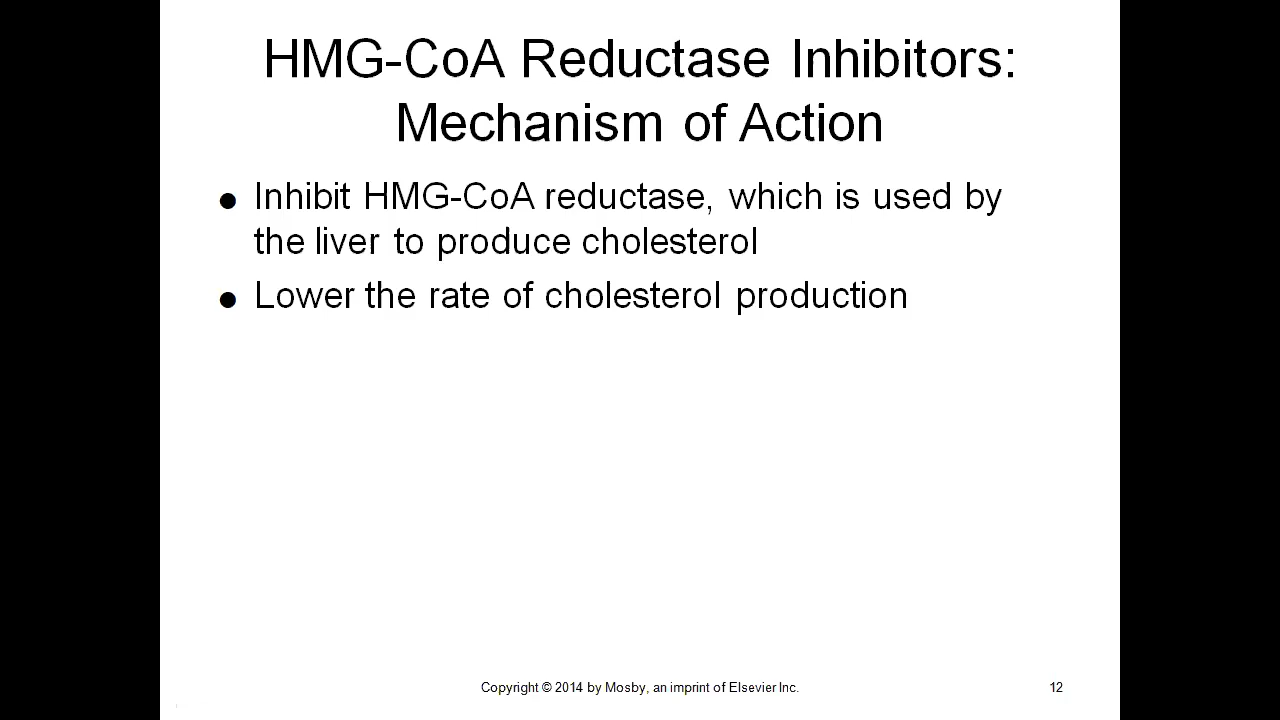 HMG-CoA Reductase Inhibitors:
Mechanism of Action
● Inhibit HMG-CoA reductase, which is used by
the liver to produce cholesterol
● Lower the rate of cholesterol production
Copyright © 2014 by Mosby, an imprint of Elsevier Inc.
12